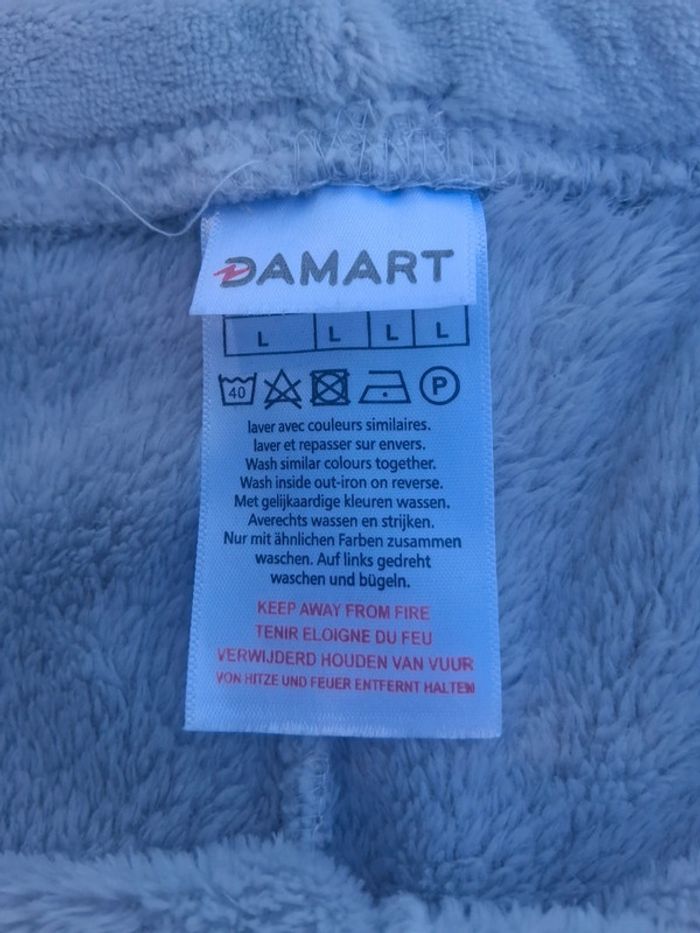 DAMART
L L L L
40 P
laver avec couleurs similaires.
laver et repasser sur envers.
Wash similar colours together.
Wash inside out-iron on reverse.
Met gelijkaardige kleuren wassen.
Averechts wassen en strijken.
Nur mit ähnlichen Farben zusammen
waschen. Auf links gedreht
waschen und bügeln.
KEEP AWAY FROM FIRE
TENIR ELOIGNE DU FEU
VERWIJDERD HOUDEN VAN VUUR
VON HITZE UND FEUER ENTFERNT HALTEN